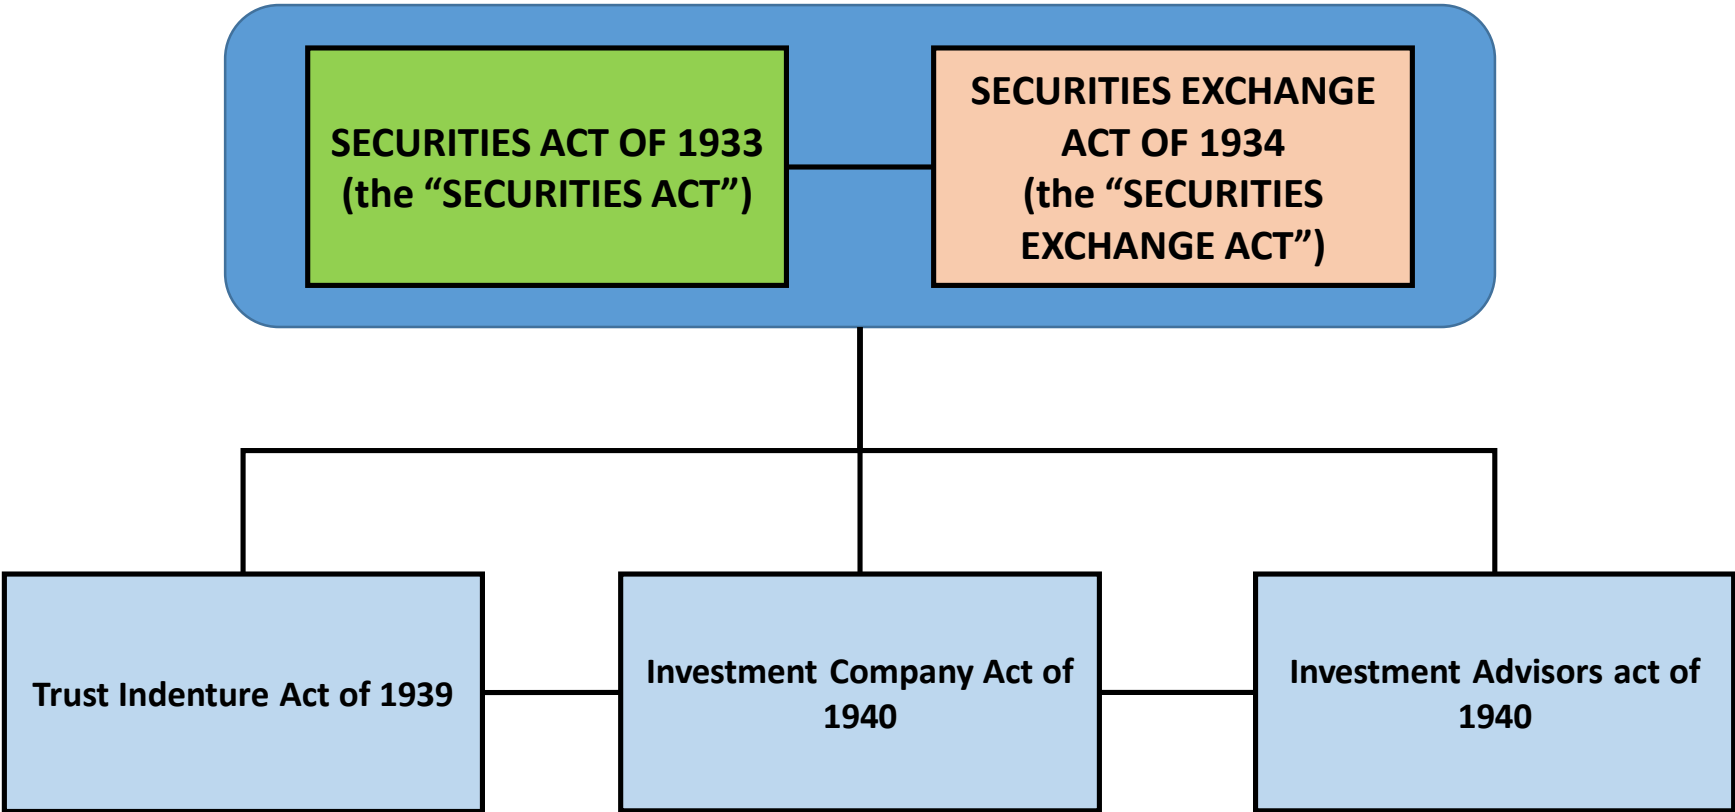 SECURITIES ACT OF 1933
(the “SECURITIES ACT”)
SECURITIES EXCHANGE
ACT OF 1934
(the “SECURITIES
EXCHANGE ACT”)
Trust Indenture Act of 1939
Investment Company Act of
1940
Investment Advisors act of
1940